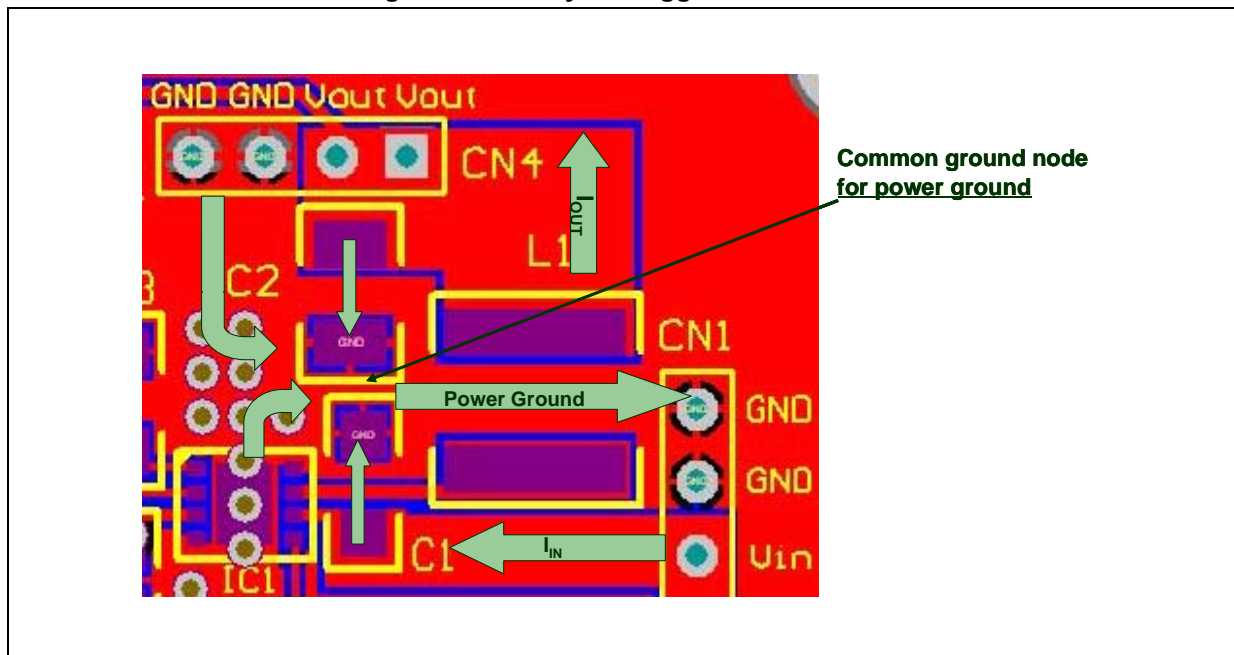 GND GND Vout Vout
CN4
Common ground node
for power ground
IOUT
L1
C2
3
GND
CN1
Power Ground
GND
GND
GND
IIN
C1
Vin
IC1